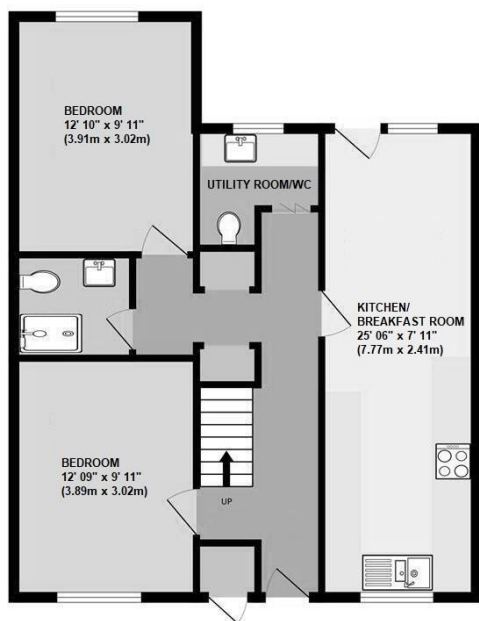 BEDROOM
12' 10" x 9' 11"
(3.91m x 3.02m)
UTILITY ROOM/WC
KITCHEN/
BREAKFAST ROOM
25' 06" x 7' 11"
(7.77m x 2.41m)
BEDROOM
12' 09" x 9' 11"
(3.89m x 3.02m)
UP